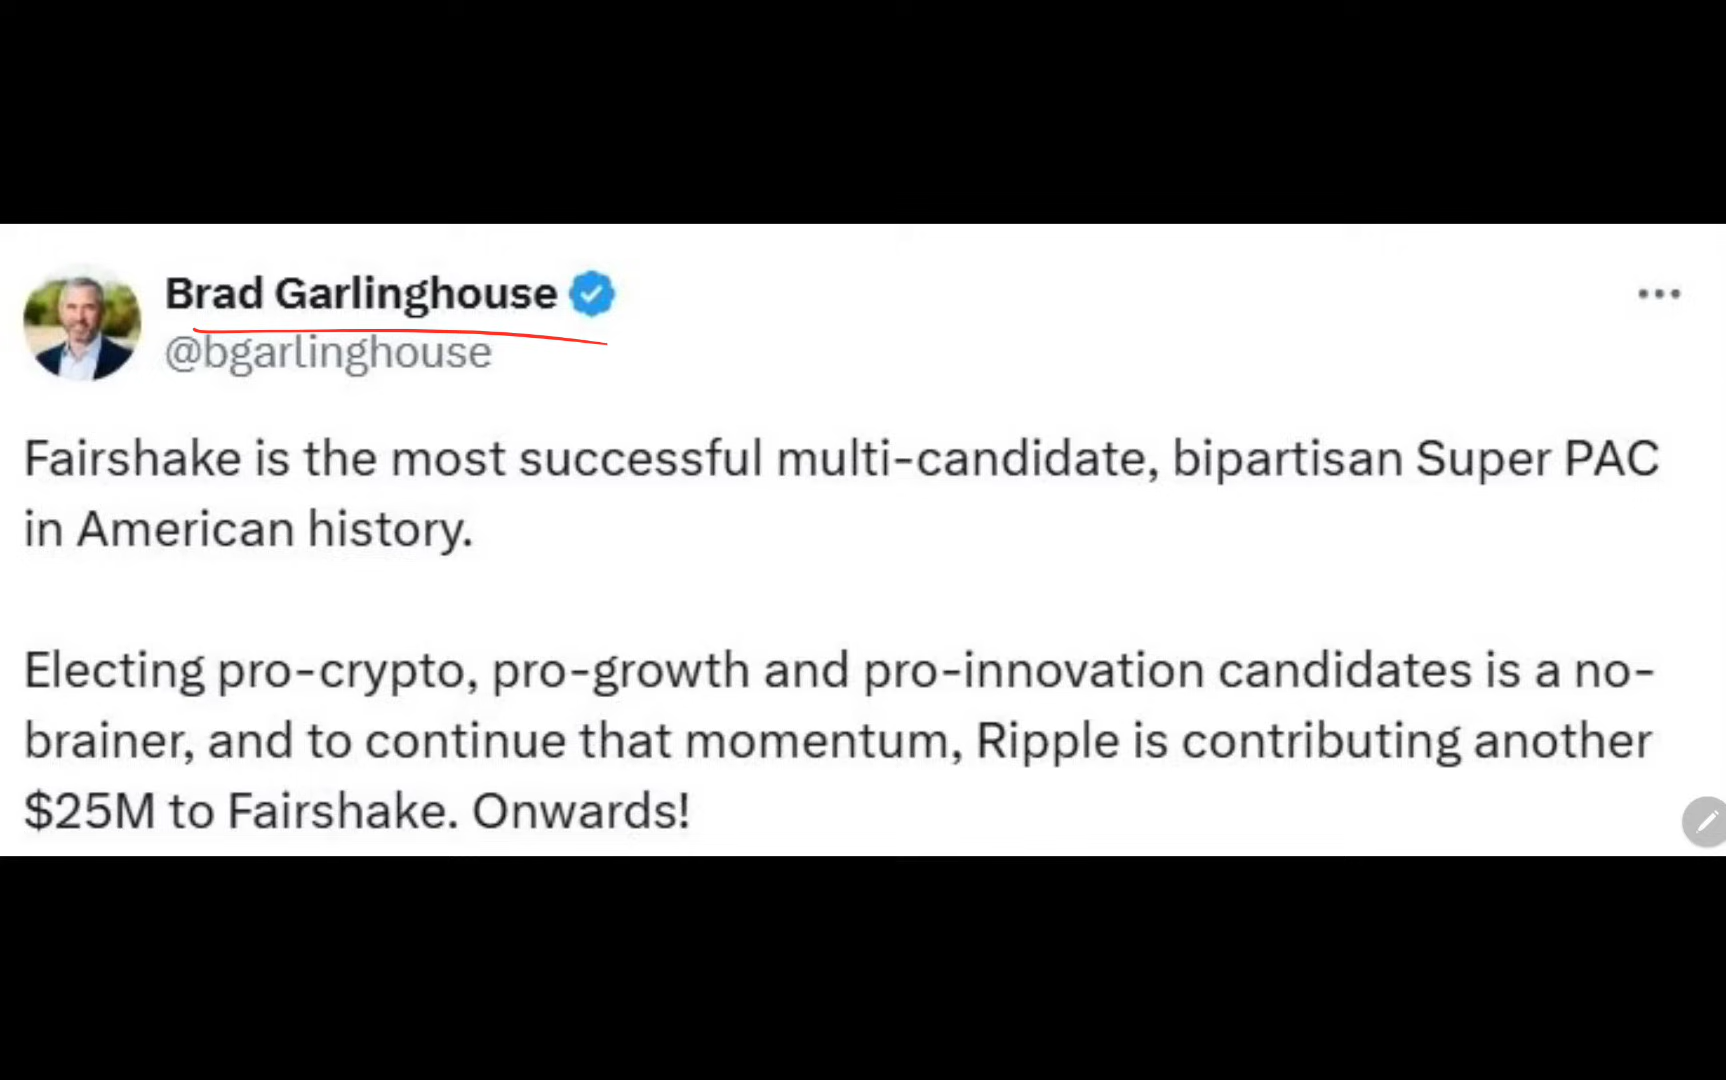 Brad Garlinghouse
@bgarlinghouse
Fairshake is the most successful multi-candidate, bipartisan Super PAC
in American history.
Electing pro-crypto, pro-growth and pro-innovation candidates is a no-
brainer, and to continue that momentum, Ripple is contributing another
$25M to Fairshake. Onwards!